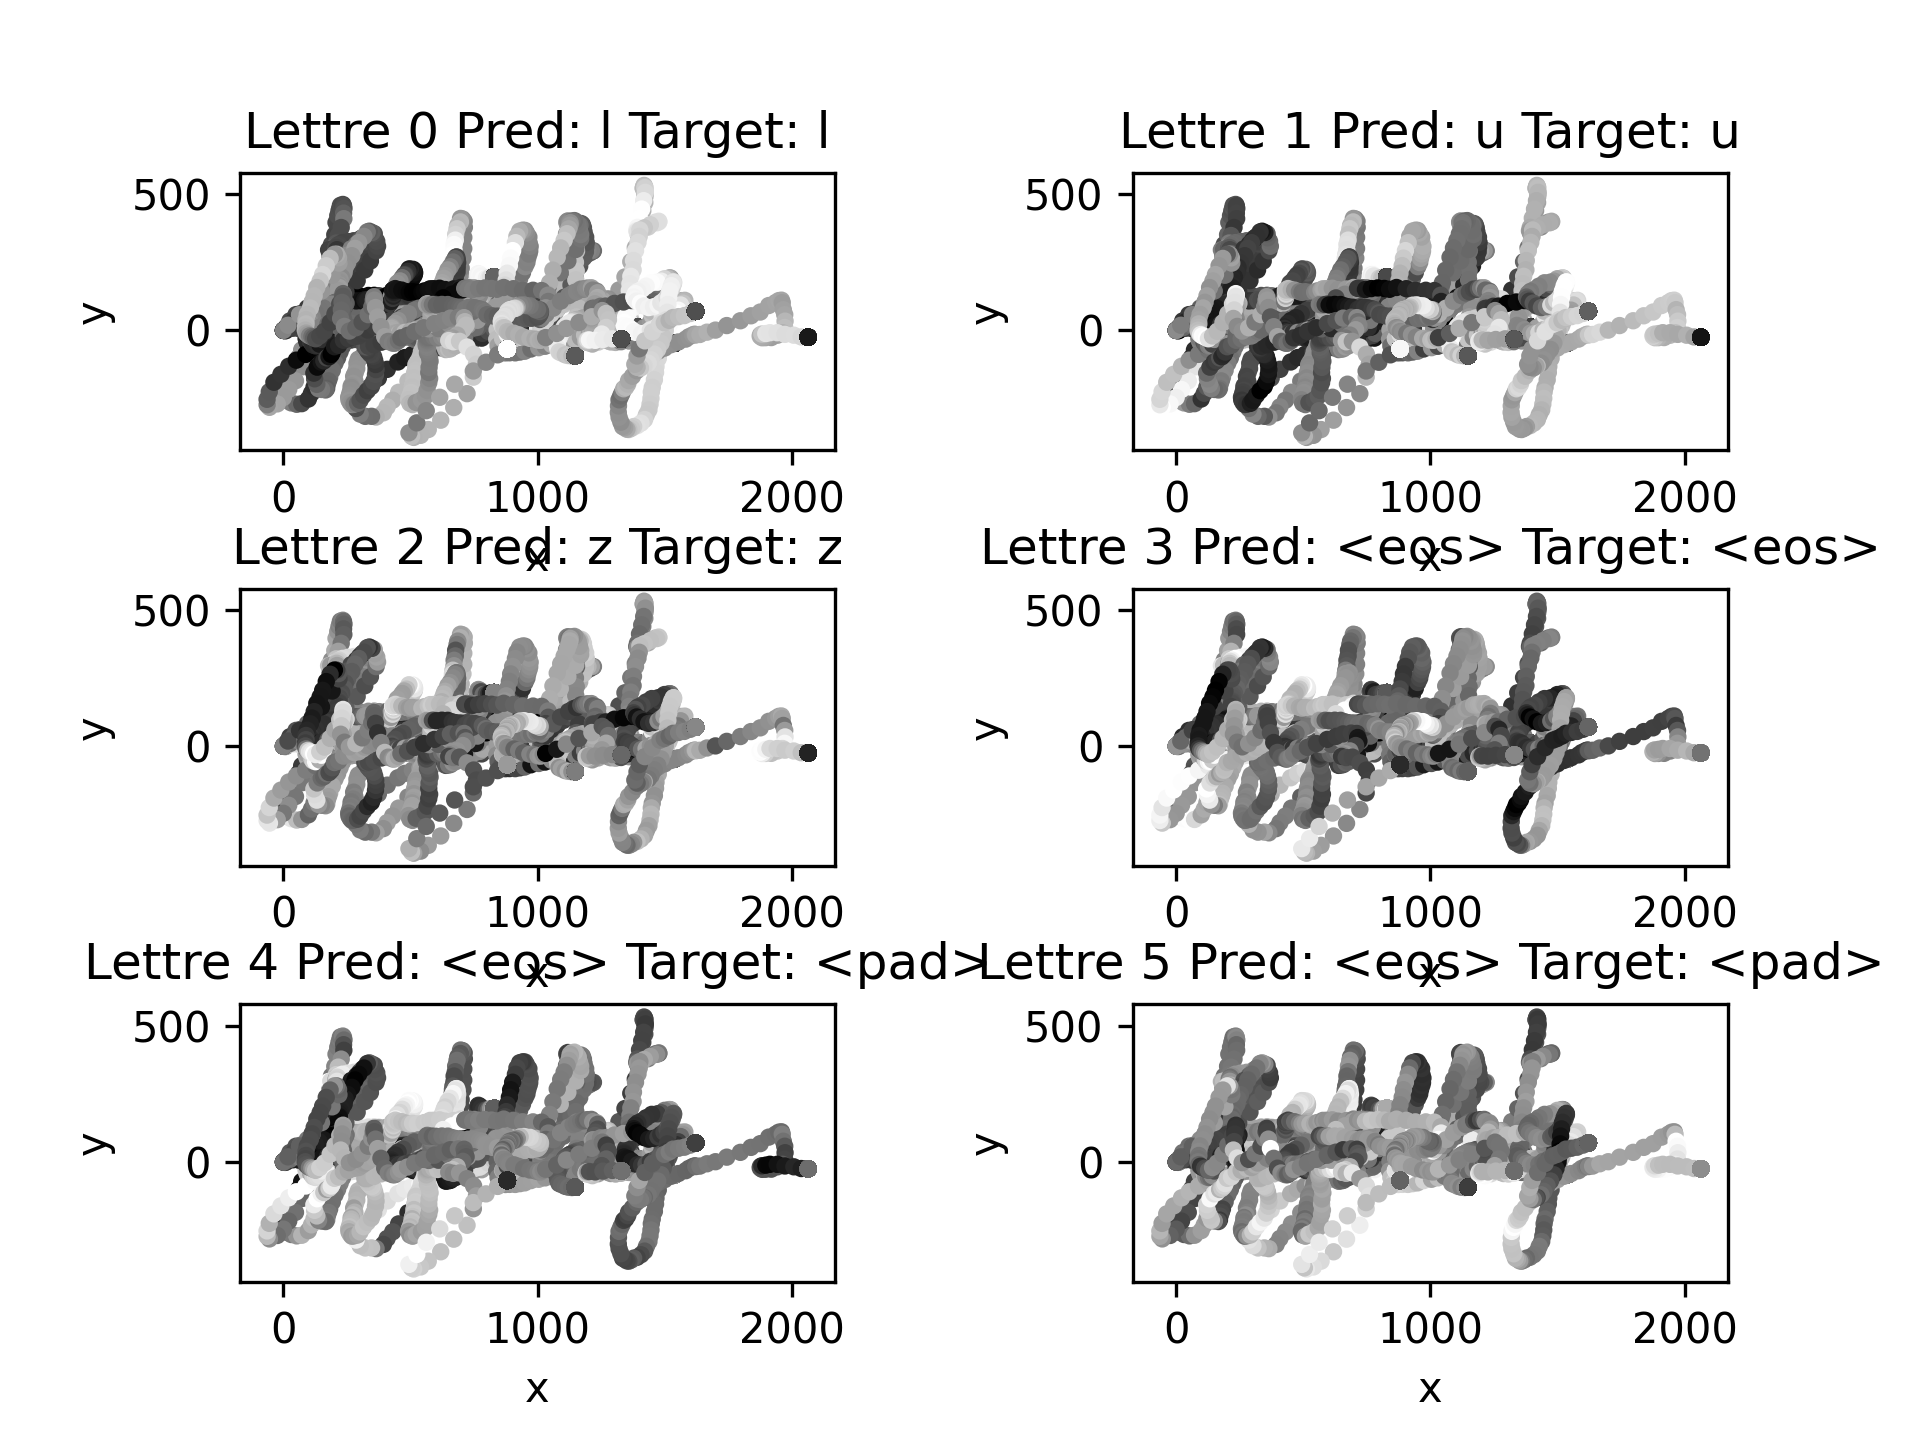 Lettre 0 Pred: l Target: l
Lettre 1 Pred: u Target: u
500
0
y
0 1000 2000
x
500
0
y
0 1000 2000
x
Lettre 2 Pred: z Target: z
Lettre 3 Pred: <eos> Target: <eos>
500
0
y
0 1000 2000
x
500
0
y
0 1000 2000
x
Lettre 4 Pred: <eos> Target: <pad>
Lettre 5 Pred: <eos> Target: <pad>
500
0
y
0 1000 2000
x
500
0
y
0 1000 2000
x